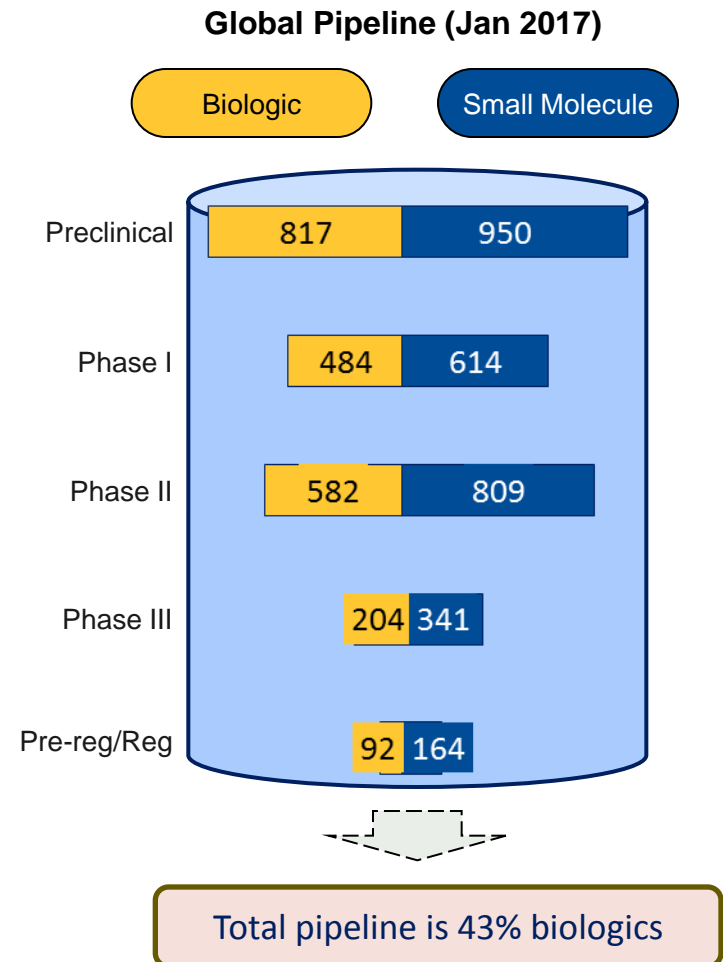 Global Pipeline (Jan 2017)
Biologic Small Molecule
Preclinical 817 950
Phase I 484 614
Phase II 582 809
Phase III 204 341
Pre-reg/Reg 92 164
Total pipeline is 43% biologics